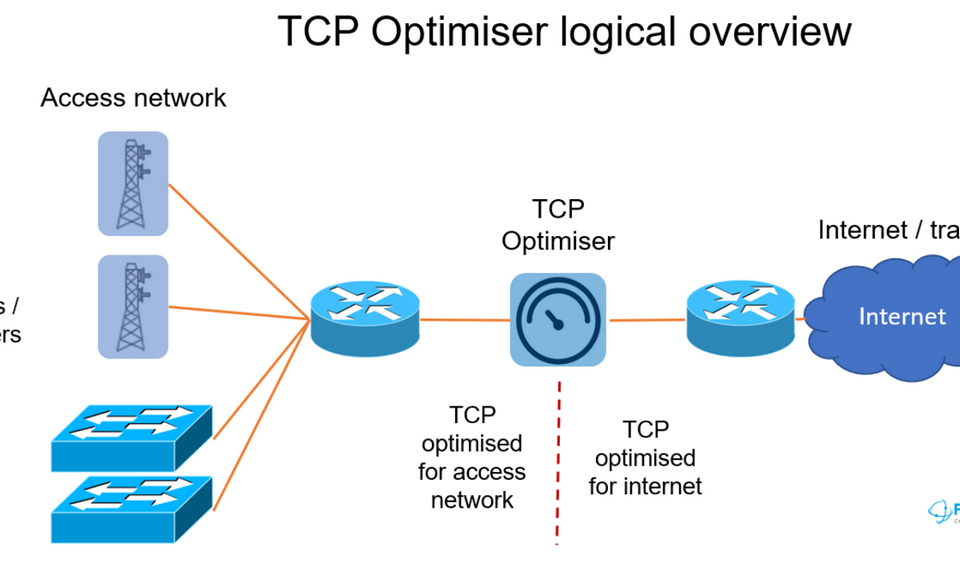 TCP Optimiser logical overview
Access network
TCP
Optimiser
Internet / tra
s /
ers
Internet
TCP
optimised
for access
network
TCP
optimised
for internet